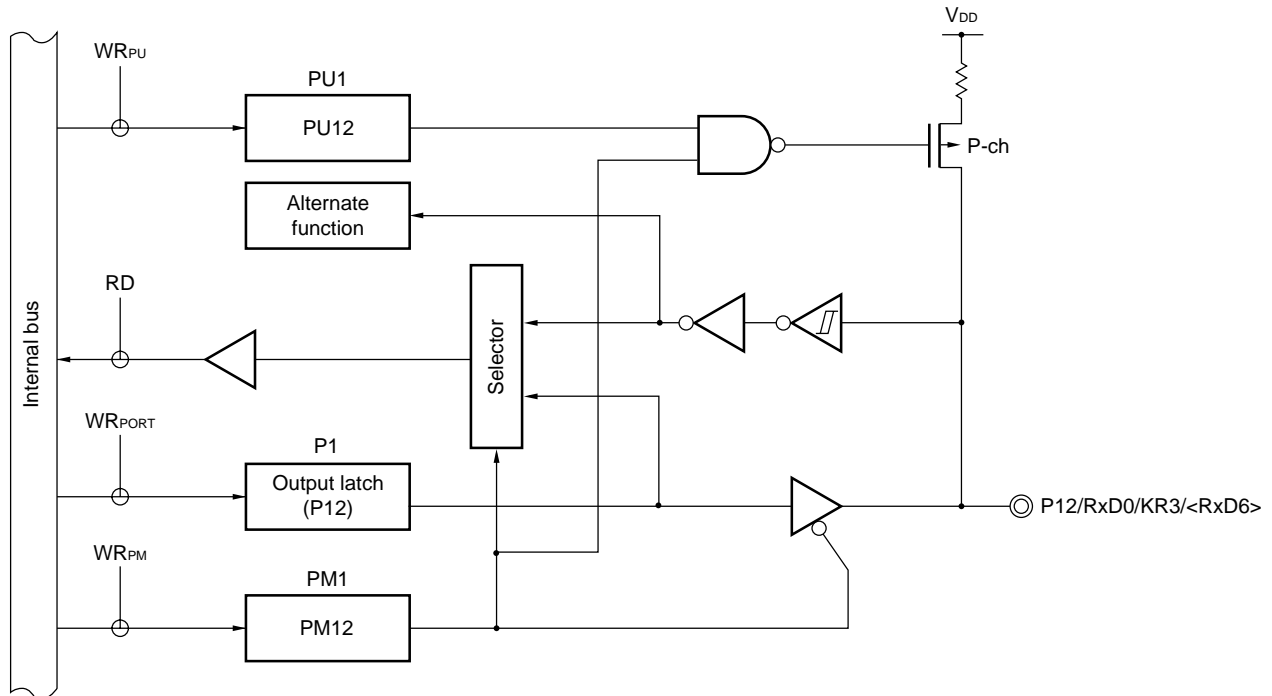 VDD
WRPU
PU1
PU12
P-ch
Alternate
function
RD
Internal bus
Selector
WRPORT
P1
Output latch
(P12)
P12/RxD0/KR3/<RxD6>
WRPM
PM1
PM12